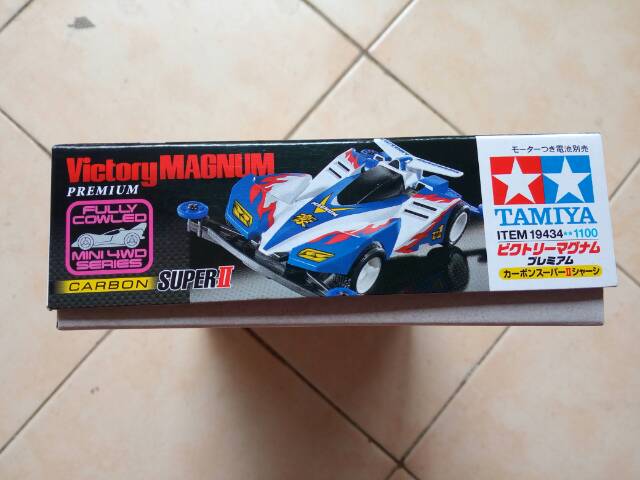 Victory MAGNUM
PREMIUM
FULLY
COWLED
MINI 4WD
SERIES
CARBON
SUPER II
モーターつき電池別売
TAMIYA
ITEM 19434**1100
ビクトリーマグナム
プレミアム
カーボンスーパーIIシャーシ